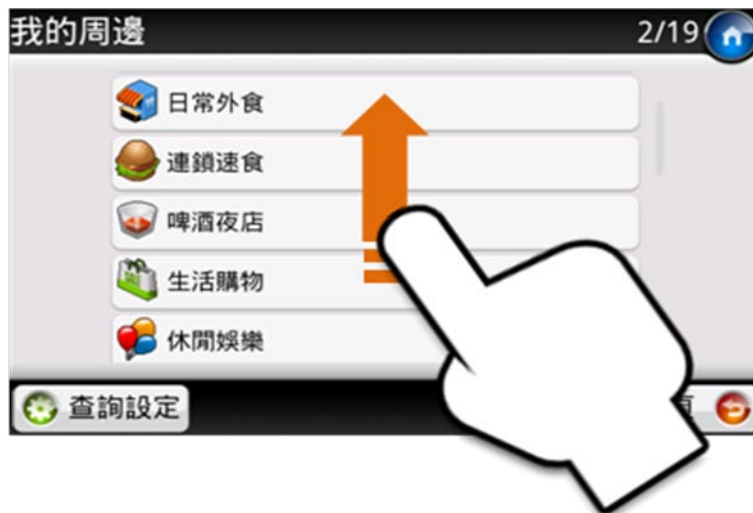 我的周邊 2/19
日常外食
連鎖速食
啤酒夜店
生活購物
休閒娛樂
查詢設定